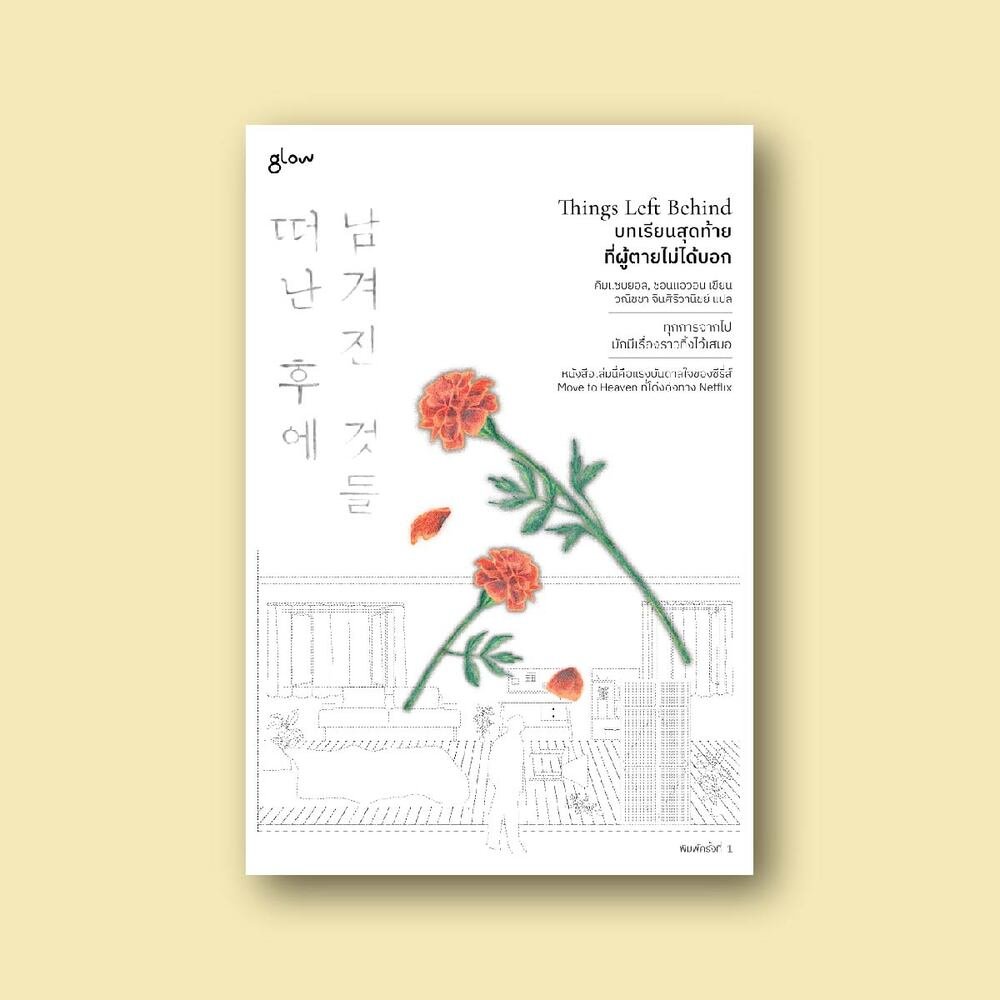 glow
떠난 후에
남겨진 것들
Things Left Behind
บทเรียนสุดท้าย
ที่ผู้ตายไม่ได้บอก
คิมแซบยอล, ชอนแอวอน เขียน
วณิชชา จินศิริวานิชย์ แปล
ทุกการจากไป
มักมีเรื่องราวทิ้งไว้เสมอ
หนังสือเล่มนี้คือแรงบันดาลใจของซีรี่ส์
Move to Heaven ที่โด่งดังทาง Netflix
พิมพ์ครั้งที่ 1